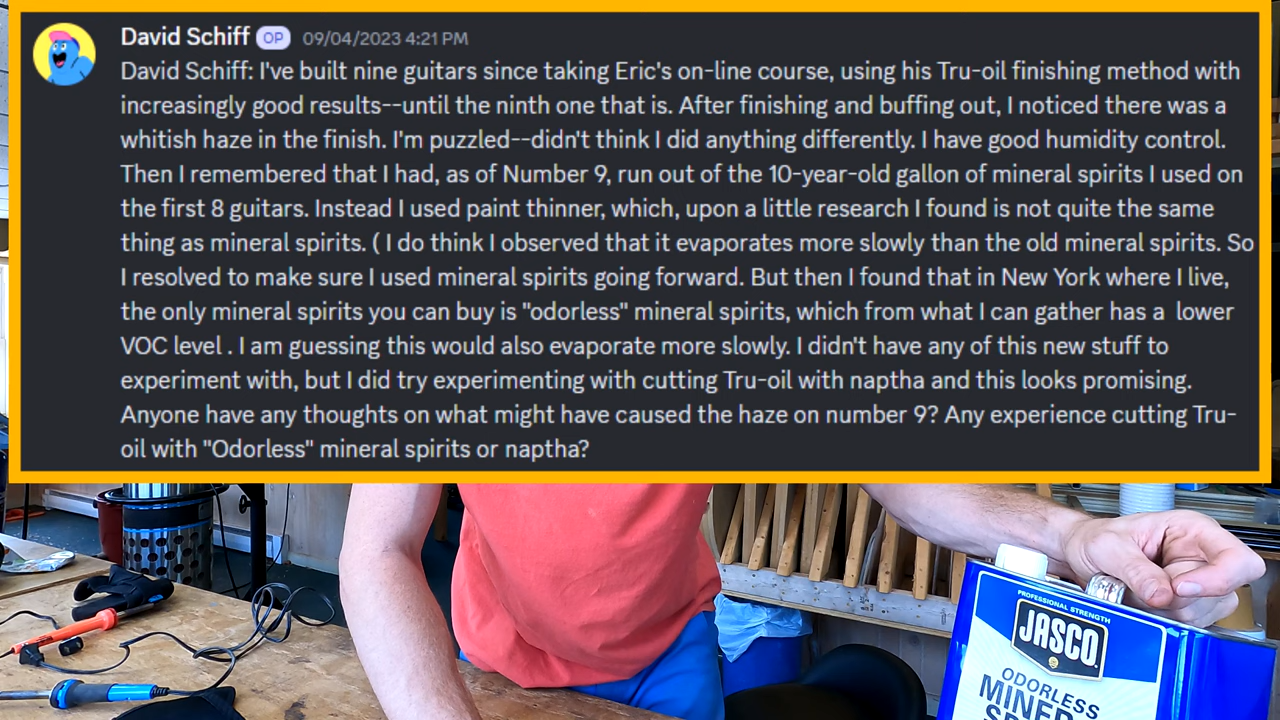 David Schiff OP 09/04/2023 4:21 PM
David Schiff: I've built nine guitars since taking Eric's on-line course, using his Tru-oil finishing method with
increasingly good results--until the ninth one that is. After finishing and buffing out, I noticed there was a
whitish haze in the finish. I'm puzzled--didn't think I did anything differently. I have good humidity control.
Then I remembered that I had, as of Number 9, run out of the 10-year-old gallon of mineral spirits I used on
the first 8 guitars. Instead I used paint thinner, which, upon a little research I found is not quite the same
thing as mineral spirits. ( I do think I observed that it evaporates more slowly than the old mineral spirits. So
I resolved to make sure I used mineral spirits going forward. But then I found that in New York where I live,
the only mineral spirits you can buy is "odorless" mineral spirits, which from what I can gather has a  lower
VOC level . I am guessing this would also evaporate more slowly. I didn't have any of this new stuff to
experiment with, but I did try experimenting with cutting Tru-oil with naptha and this looks promising.
Anyone have any thoughts on what might have caused the haze on number 9? Any experience cutting Tru-
oil with "Odorless" mineral spirits or naptha?
PROFESSIONAL STRENGTH
JASCO
ODORLESS